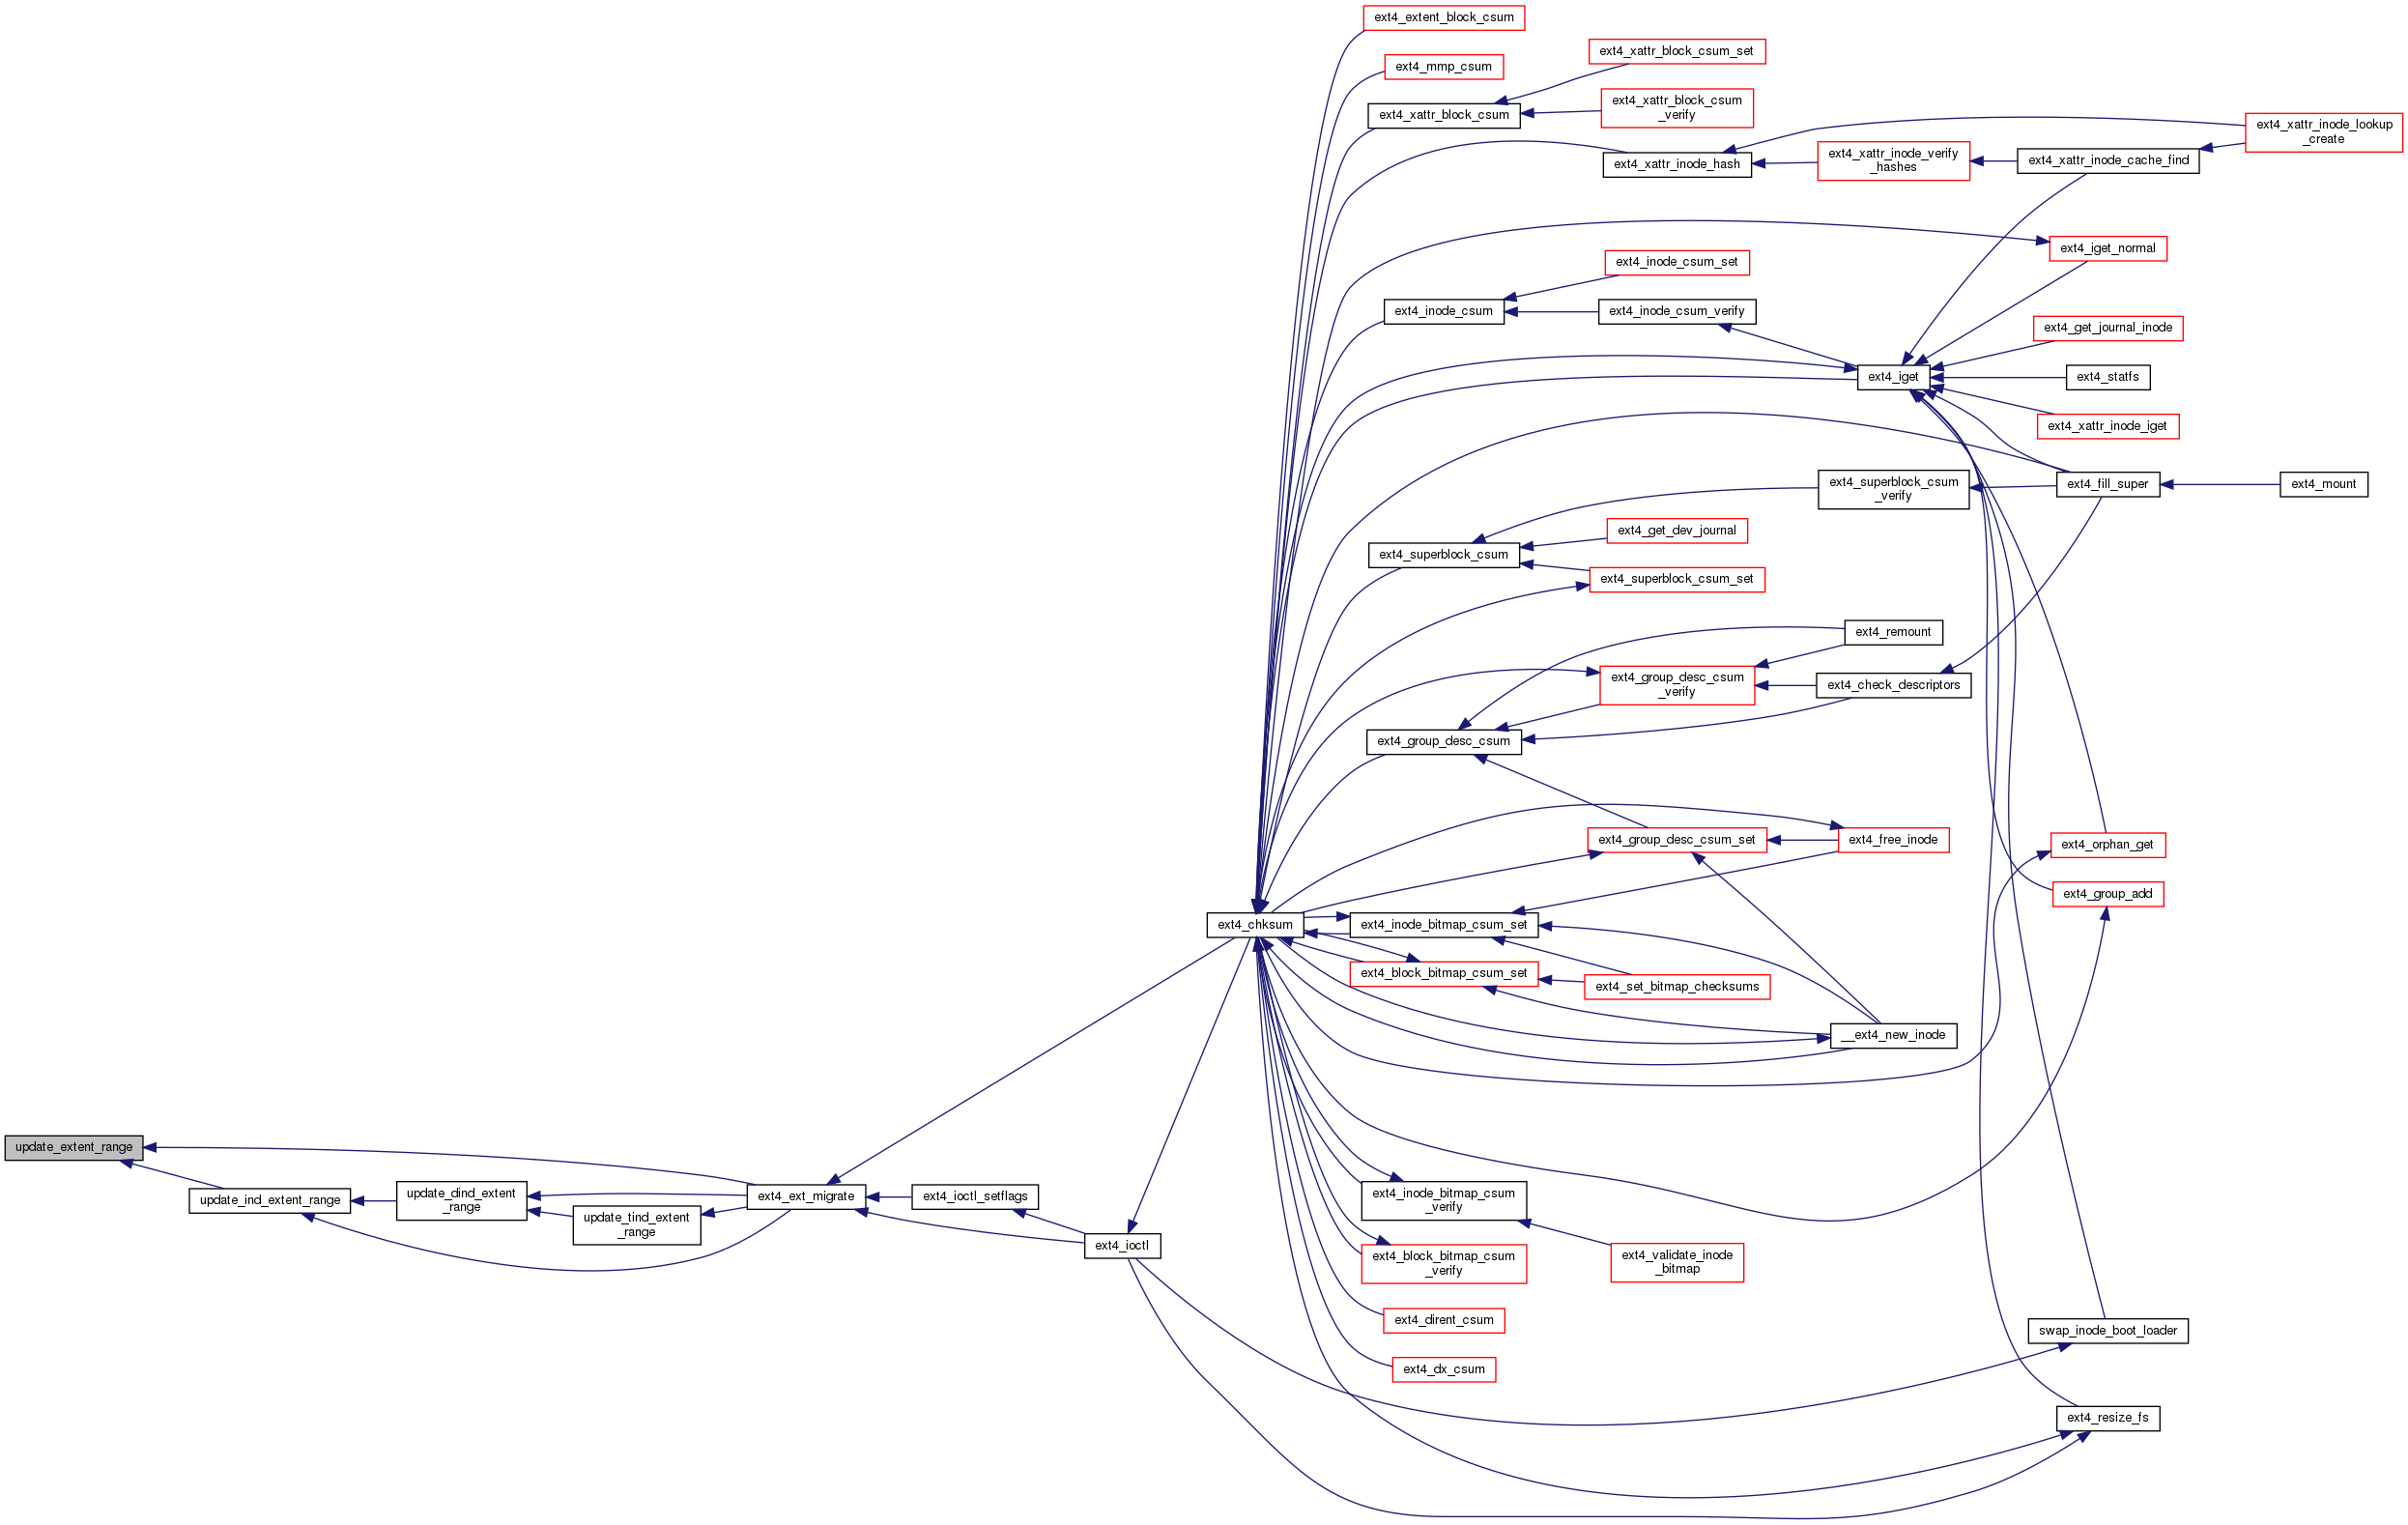 ext4_extent_block_csum
ext4_mmp_csum
ext4_xattr_block_csum_set
ext4_xattr_block_csum
ext4_xattr_block_csum
_verify
ext4_xattr_inode_hash
ext4_xattr_inode_verify
_hashes
ext4_xattr_inode_cache_find
ext4_xattr_inode_lookup
_create
ext4_iget_normal
ext4_inode_csum_set
ext4_inode_csum
ext4_inode_csum_verify
ext4_get_journal_inode
ext4_iget
ext4_statfs
ext4_xattr_inode_iget
ext4_superblock_csum
_verify
ext4_fill_super
ext4_mount
ext4_get_dev_journal
ext4_superblock_csum
ext4_superblock_csum_set
ext4_remount
ext4_group_desc_csum
_verify
ext4_check_descriptors
ext4_group_desc_csum
ext4_group_desc_csum_set
ext4_free_inode
ext4_orphan_get
ext4_group_add
ext4_chksum
ext4_inode_bitmap_csum_set
ext4_block_bitmap_csum_set
ext4_set_bitmap_checksums
__ext4_new_inode
update_extent_range
update_ind_extent_range
update_dind_extent
_range
update_tind_extent
_range
ext4_ext_migrate
ext4_ioctl_setflags
ext4_ioctl
ext4_inode_bitmap_csum
_verify
ext4_block_bitmap_csum
_verify
ext4_validate_inode
_bitmap
ext4_dirent_csum
swap_inode_boot_loader
ext4_dx_csum
ext4_resize_fs